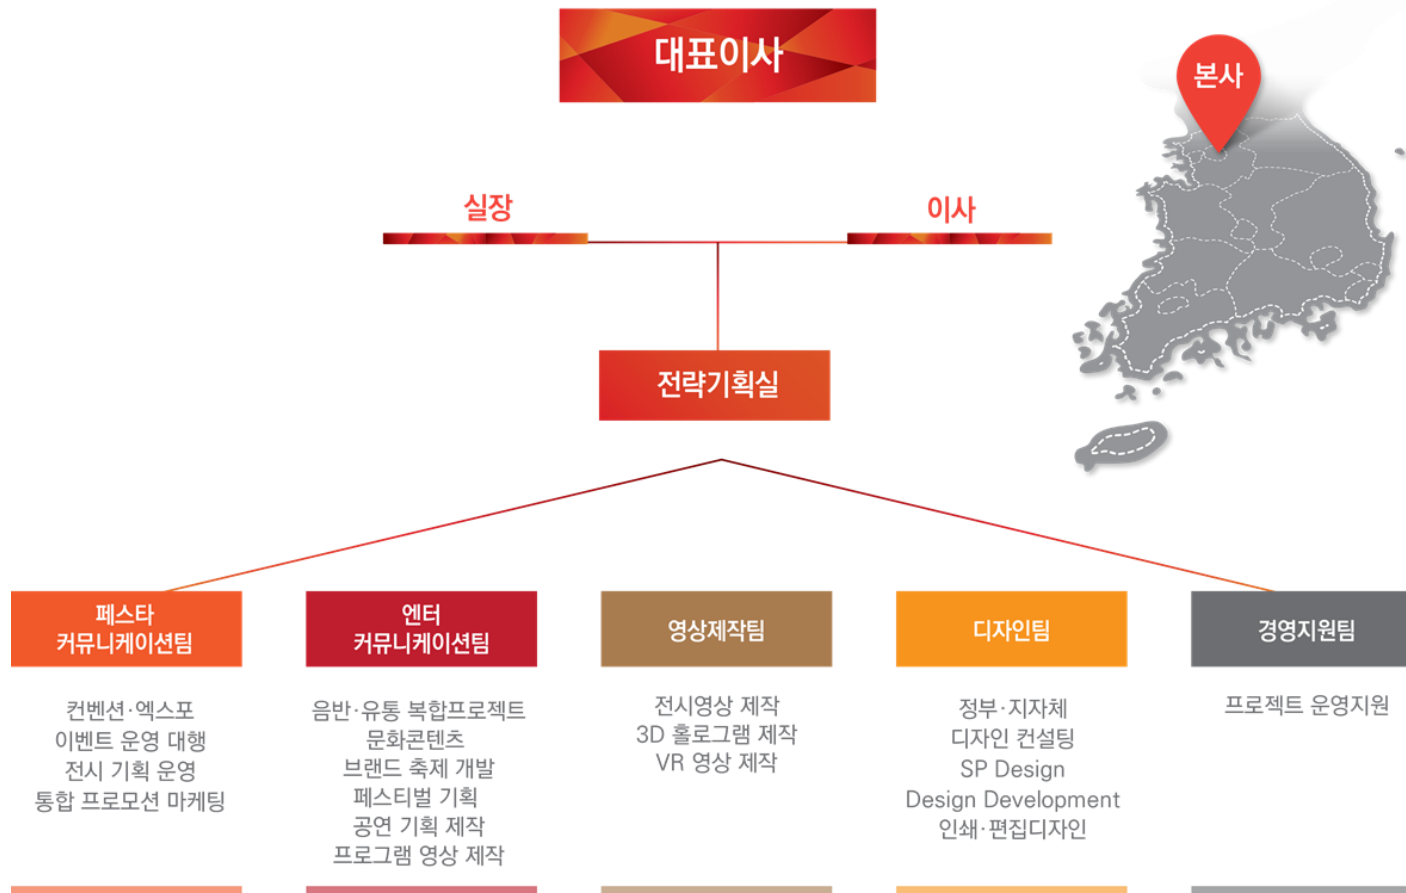 대표이사
본사
실장
이사
전략기획실
페스타
커뮤니케이션팀
컨벤션·엑스포
이벤트 운영 대행
전시 기획 운영
통합 프로모션 마케팅
엔터
커뮤니케이션팀
음반·유통 복합프로젝트
문화콘텐츠
브랜드 축제 개발
페스티벌 기획
공연 기획 제작
프로그램 영상 제작
영상제작팀
전시영상 제작
3D 홀로그램 제작
VR 영상 제작
디자인팀
정부·지자체
디자인 컨설팅
SP Design
Design Development
인쇄·편집디자인
경영지원팀
프로젝트 운영지원